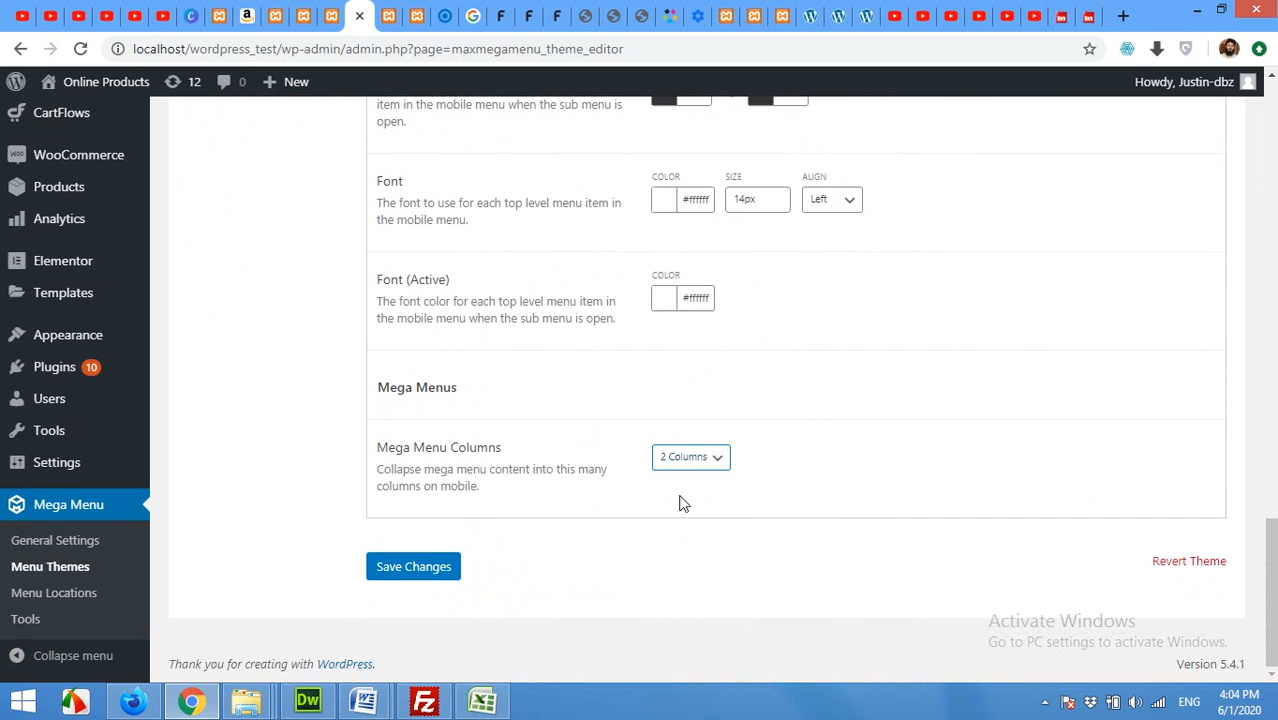 localhost/wordpress_test/wp-admin/admin.php?page=maxmegamenu_theme_editor
Online Products
12
0
New
Howdy, Justin-dbz
CartFlows
WooCommerce
Products
Analytics
Elementor
Templates
Appearance
Plugins 10
Users
Tools
Settings
Mega Menu
General Settings
Menu Themes
Menu Locations
Tools
Collapse menu
item in the mobile menu when the sub menu is
open.
Font
The font to use for each top level menu item in
the mobile menu.
COLOR
#ffffff
SIZE
14px
ALIGN
Left
Font (Active)
The font color for each top level menu item in
the mobile menu when the sub menu is open.
COLOR
#ffffff
Mega Menus
Mega Menu Columns
Collapse mega menu content into this many
columns on mobile.
2 Columns
Save Changes
Revert Theme
Activate Windows
Go to PC settings to activate Windows.
Thank you for creating with WordPress.
Version 5.4.1
ENG
4:04 PM
6/1/2020